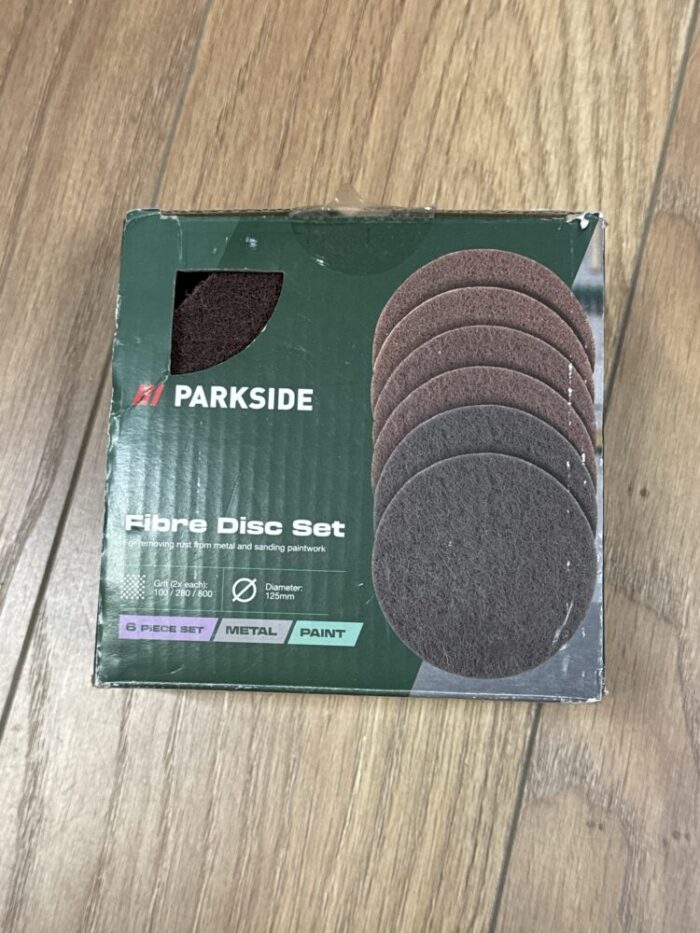 PARKSIDE
Fibre Disc Set
For removing rust from metal and sanding paintwork
Grit (2x each):
100 / 280 / 800
Diameter:
125mm
6 PIECE SET
METAL
PAINT